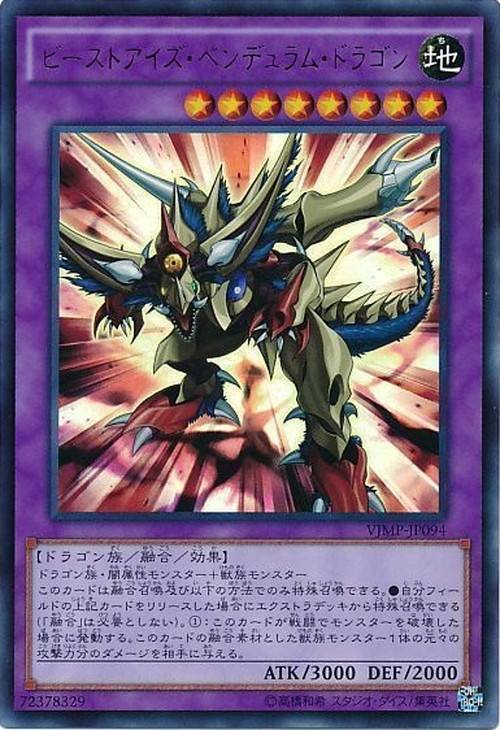 ビーストアイズ・ペンデュラム・ドラゴン
地
VJMP-JP094
【ドラゴン族／融合／効果】
ドラゴン族・闇属性モンスター＋獣族モンスター
このカードは融合召喚及び以下の方法でのみ特殊召喚できる。●自分フィー
ルドの上記カードをリリースした場合にエクストラデッキから特殊召喚できる
(「融合」は必要としない)。①：このカードが戦闘でモンスターを破壊した
場合に発動する。このカードの融合素材とした獣族モンスター1体の元々の
攻撃力分のダメージを相手に与える。
ATK/3000 DEF/2000
72378329
©高橋和希 スタジオ・ダイス/集英社